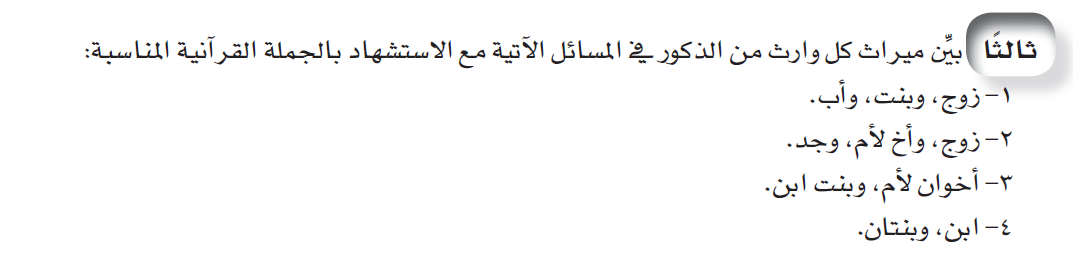 ثالثًا بيِّن ميراث كل وارث من الذكور في المسائل الآتية مع الاستشهاد بالجملة القرآنية المناسبة:
١- زوج، وبنت، وأب.
٢- زوج، وأخ لأم، وجد.
٣- أخوان لأم، وبنت ابن.
٤- ابن، وبنتان.